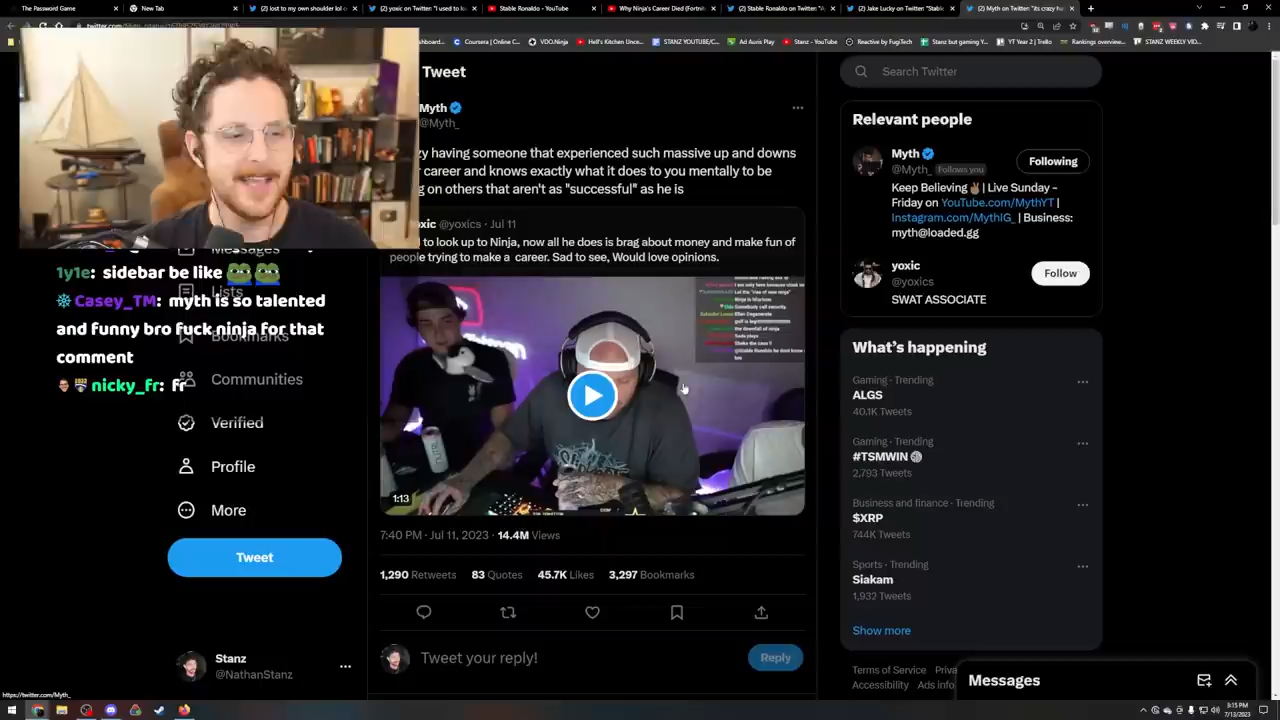 The Password Game
New Tab
(2) lost to my own shoulder lol o
(2) yoxic on Twitter: "I used to lo
Stable Ronaldo - YouTube
Why Ninja's Career Died (Fortnit
(2) Stable Ronaldo on Twitter:
(2) Jake Lucky on Twitter: "Stabl
(2) Myth on Twitter: "its crazy h
Coursera | Online C...
VDO.Ninja
Hell's Kitchen Unce...
STANZ YOUTUBE/C...
Ad Auris Play
Stanz - YouTube
Reactive by FugiTech
Stanz but gaming Y...
YT Year 2 | Trello
Rankings overview...
STANZ WEEKLY VID...
Tweet
Search Twitter
Myth
@Myth_
zy having someone that experienced such massive up and downs
career and knows exactly what it does to you mentally to be
g on others that aren't as "successful" as he is
xic @yoxics · Jul 11
to look up to Ninja, now all he does is brag about money and make fun of
people trying to make a career. Sad to see, Would love opinions.
1:13
7:40 PM · Jul 11, 2023 · 14.4M Views
1,290 Retweets 83 Quotes 45.7K Likes 3,297 Bookmarks
Tweet your reply!
Reply
Messages
Lists
Bookmarks
Communities
Verified
Profile
More
Tweet
Stanz
@NathanStanz
1y1e: sidebar be like
Casey_TM: myth is so talented
and funny bro fuck ninja for that
comment
nicky_fr: fr
Relevant people
Myth
@Myth_ Follows you
Following
Keep Believing | Live Sunday -
Friday on YouTube.com/MythYT |
Instagram.com/MythIG_ | Business:
myth@loaded.gg
yoxic
@yoxics
Follow
SWAT ASSOCIATE
What's happening
Gaming · Trending
ALGS
40.1K Tweets
Gaming · Trending
#TSMWIN
2,793 Tweets
Business and finance · Trending
$XRP
744K Tweets
Sports · Trending
Siakam
1,932 Tweets
Show more
Terms of Service Priva
Accessibility Ads info
Messages
https://twitter.com/Myth_
9:15 PM
7/13/2023